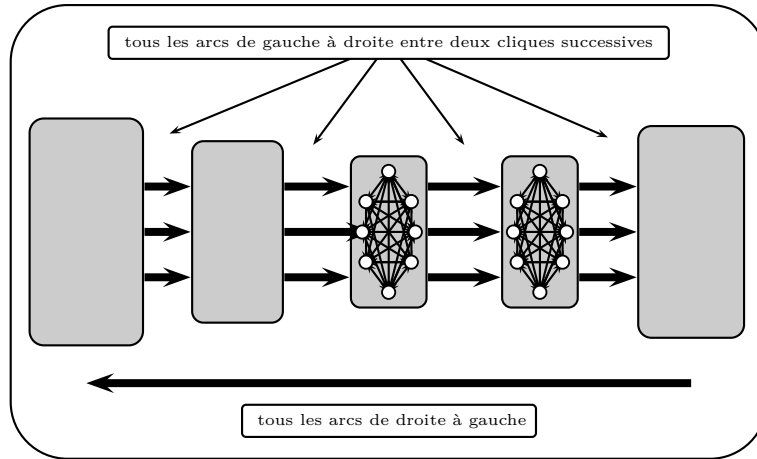 tous les arcs de gauche à droite entre deux cliques successives
tous les arcs de droite à gauche